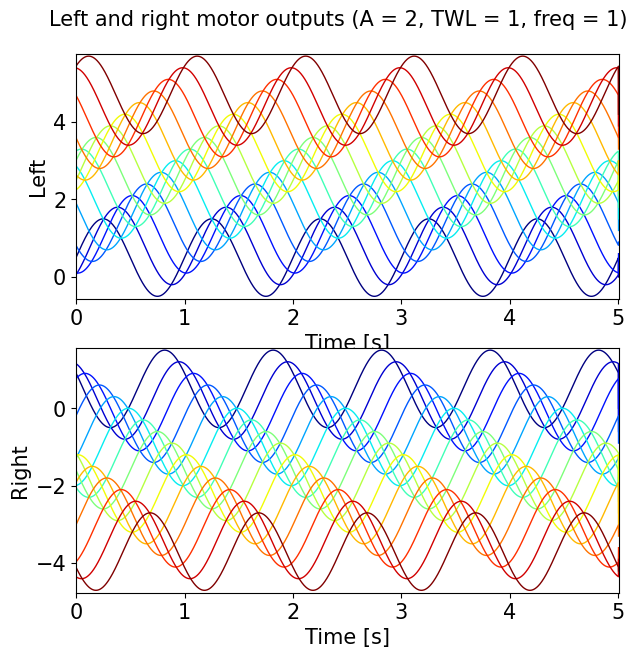 Left and right motor outputs (A = 2, TWL = 1, freq = 1)
4
2
0
Left
0 1 2 3 4 5
Time [s]
0
−2
−4
Right
0 1 2 3 4 5
Time [s]